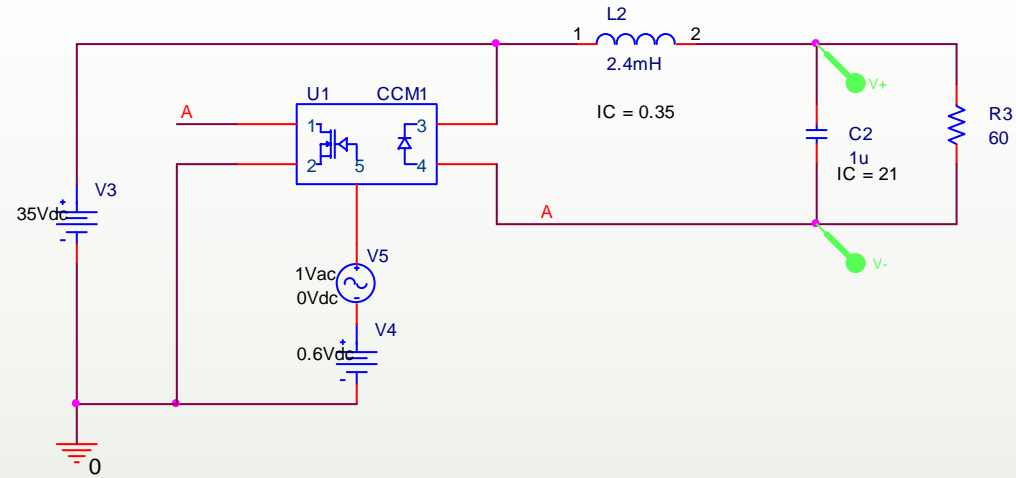 L2
1
2
2.4mH
IC = 0.35
V+
U1
CCM1
A
1
3
2
5
4
R3
60
C2
1u
IC = 21
V3
35Vdc
A
V-
V5
1Vac
0Vdc
V4
0.6Vdc
0